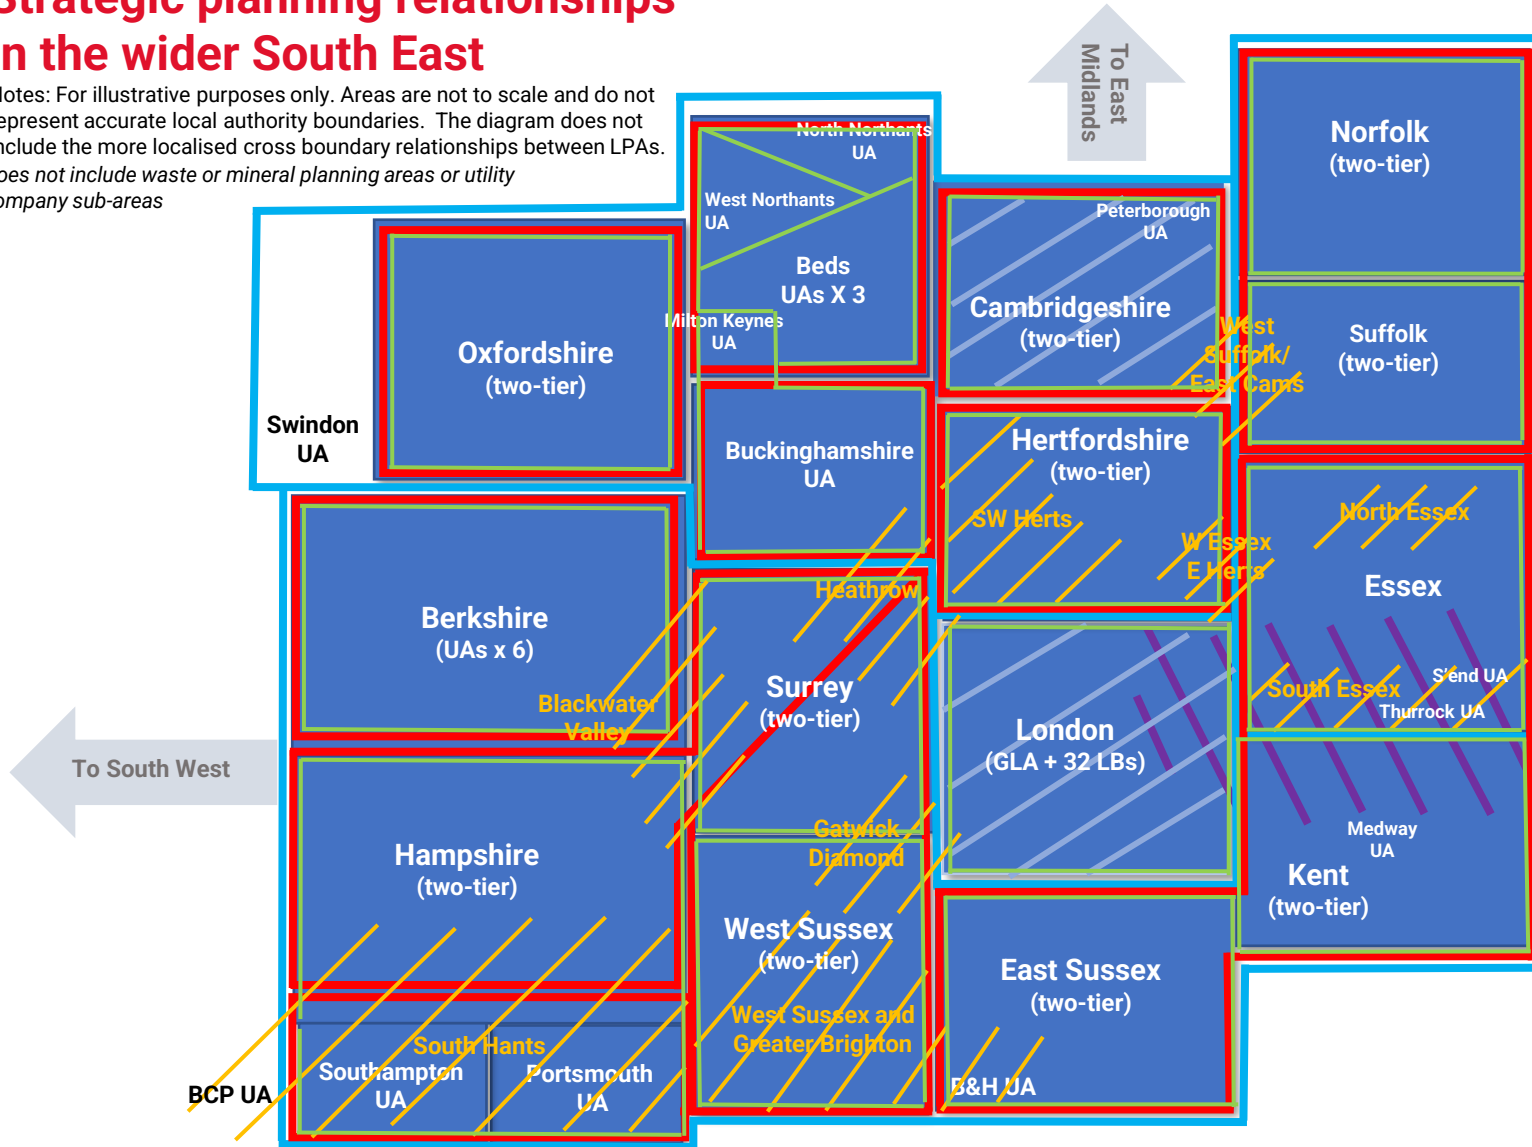 Strategic planning relationships
in the wider South East
Notes: For illustrative purposes only. Areas are not to scale and do not
represent accurate local authority boundaries. The diagram does not
include the more localised cross boundary relationships between LPAs.
Does not include waste or mineral planning areas or utility
company sub-areas
To East
Midlands
Norfolk
(two-tier)
North Northants
UA
West Northants
UA
Beds
UAs X 3
Milton Keynes
UA
Peterborough
UA
Cambridgeshire
(two-tier)
West
Suffolk/
East Cams
Suffolk
(two-tier)
Oxfordshire
(two-tier)
Swindon
UA
Buckinghamshire
UA
Hertfordshire
(two-tier)
SW Herts
W Essex
E Herts
North Essex
Essex
Heathrow
Berkshire
(UAs x 6)
Blackwater
Valley
Surrey
(two-tier)
London
(GLA + 32 LBs)
South Essex
S'end UA
Thurrock UA
To South West
Hampshire
(two-tier)
Gatwick
Diamond
Medway
UA
Kent
(two-tier)
West Sussex
(two-tier)
East Sussex
(two-tier)
West Sussex and
Greater Brighton
South Hants
Southampton
UA
Portsmouth
UA
BCP UA
B&H UA